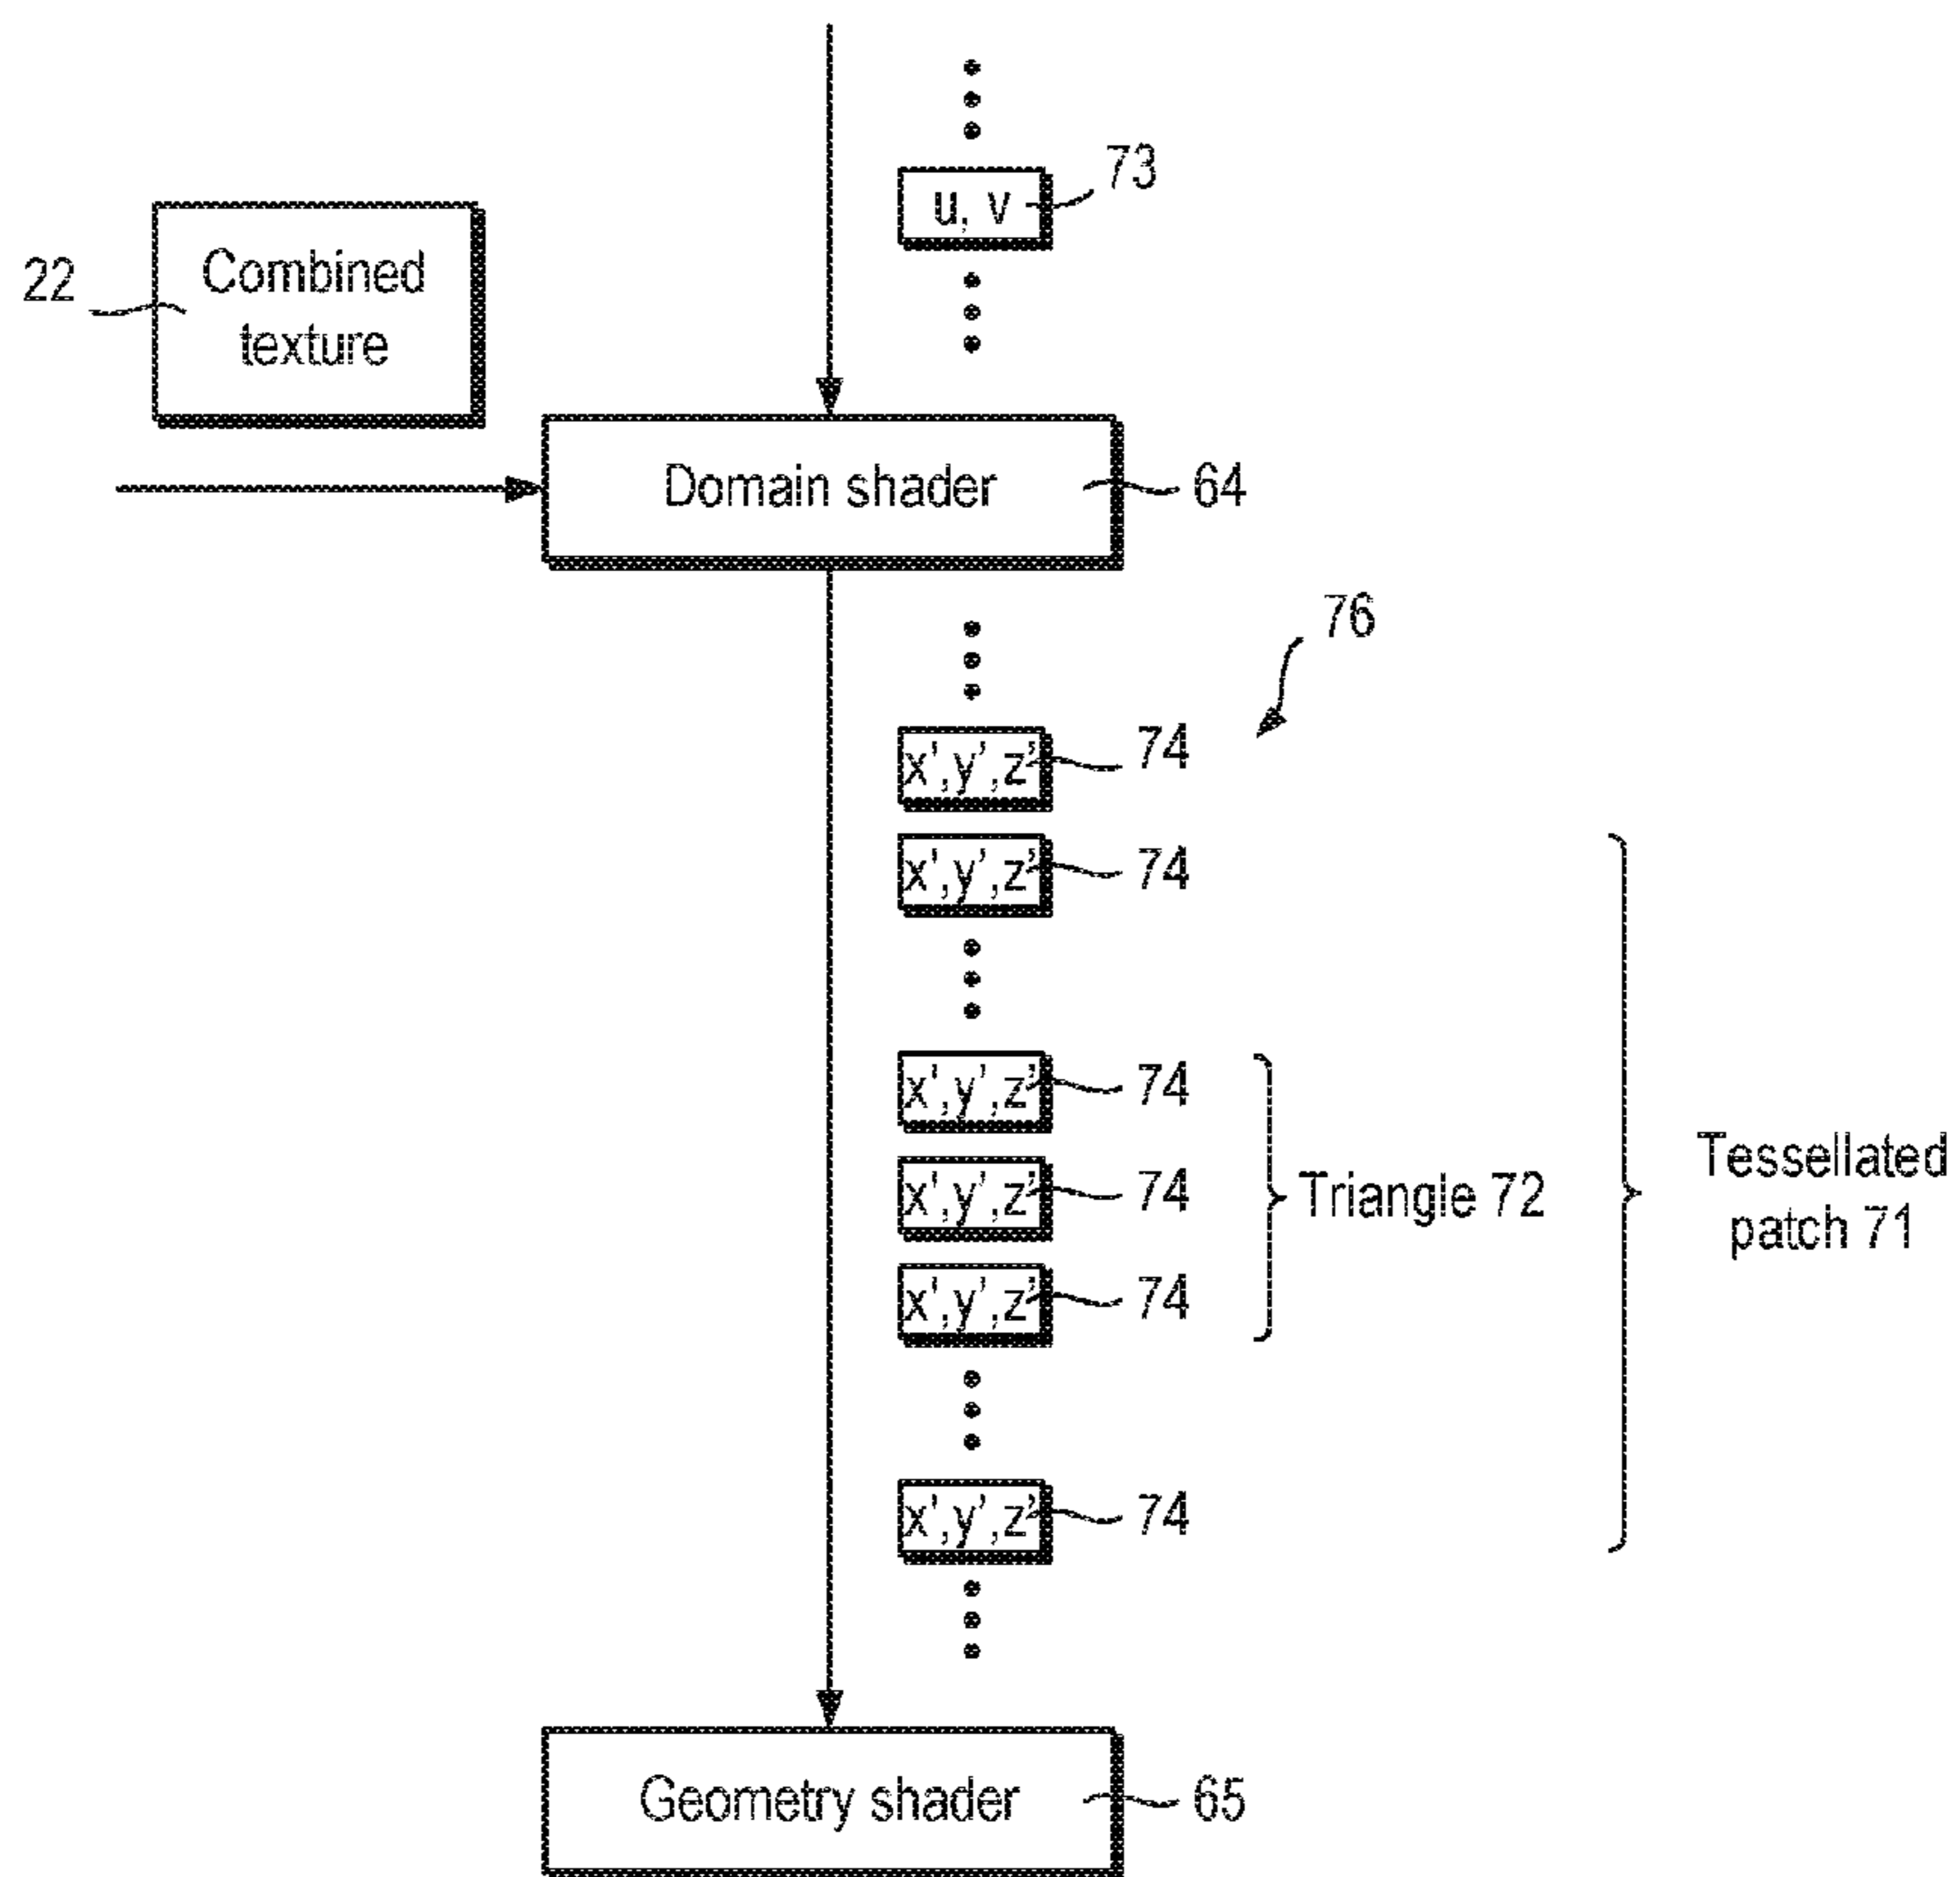 73
u, v
22
Combined
texture
Domain shader
64
76
x',y',z'
74
x',y',z'
74
x',y',z'
74
x',y',z'
74
Triangle 72
Tessellated
patch 71
x',y',z'
74
x',y',z'
74
Geometry shader
65